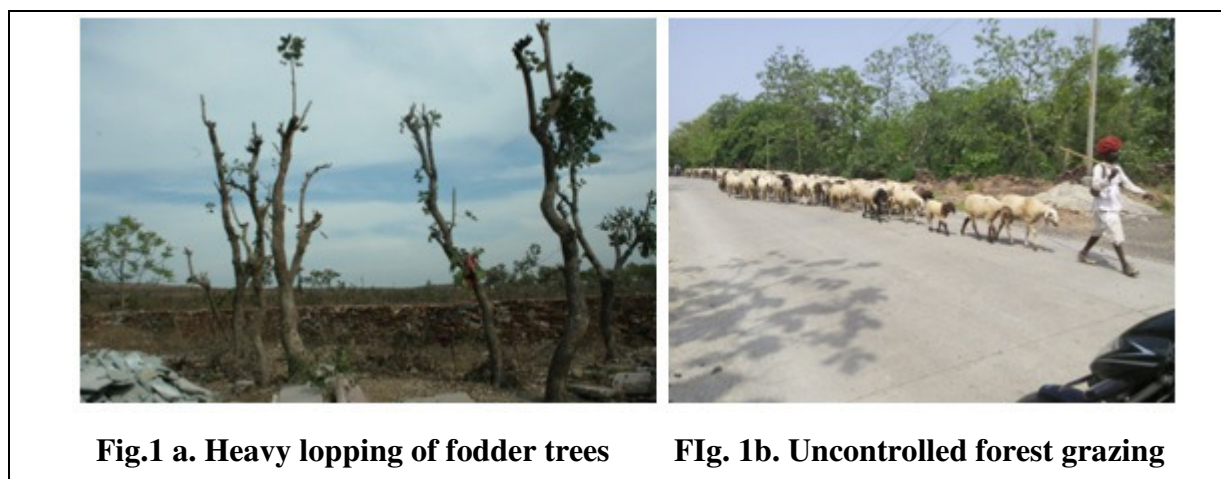 Fig.1 a. Heavy lopping of fodder trees
FIg. 1b. Uncontrolled forest grazing